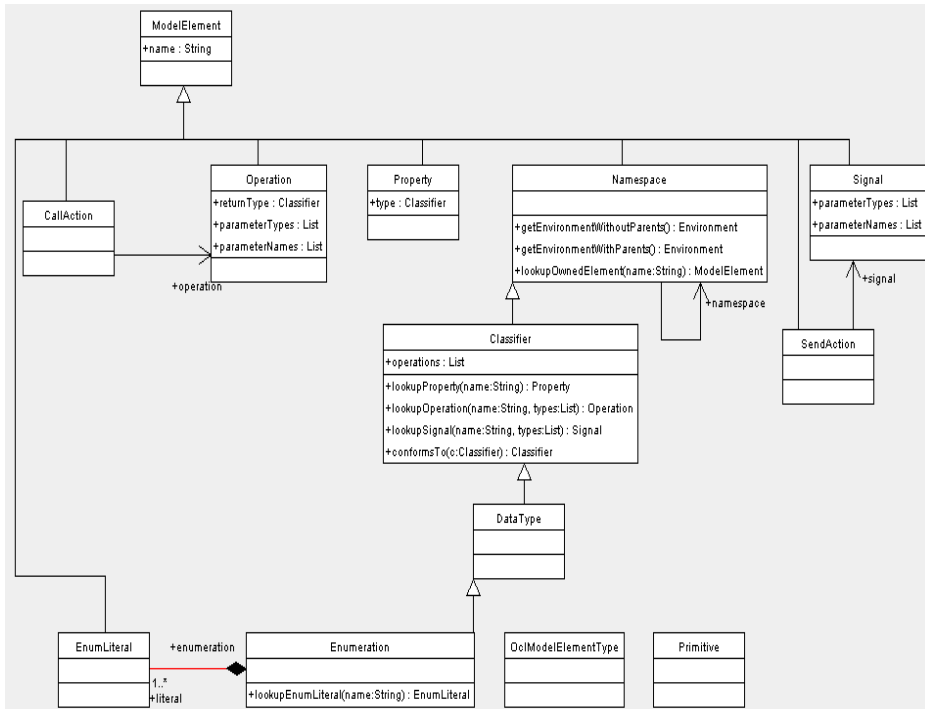 ModelElement
+name : String
Operation
+returnType : Classifier
+parameterTypes : List
+parameterNames : List
Property
+type : Classifier
Namespace
+getEnvironmentWithoutParents() : Environment
+getEnvironmentWithParents() : Environment
+lookupOwnedElement(name:String) : ModelElement
Signal
+parameterTypes : List
+parameterNames : List
CallAction
+operation
+namespace
+signal
SendAction
Classifier
+operations : List
+lookupProperty(name:String) : Property
+lookupOperation(name:String, types:List) : Operation
+lookupSignal(name:String, types:List) : Signal
+conformsTo(c:Classifier) : Classifier
DataType
EnumLiteral
+enumeration
1..*
+literal
Enumeration
+lookupEnumLiteral(name:String) : EnumLiteral
OclModelElementType
Primitive